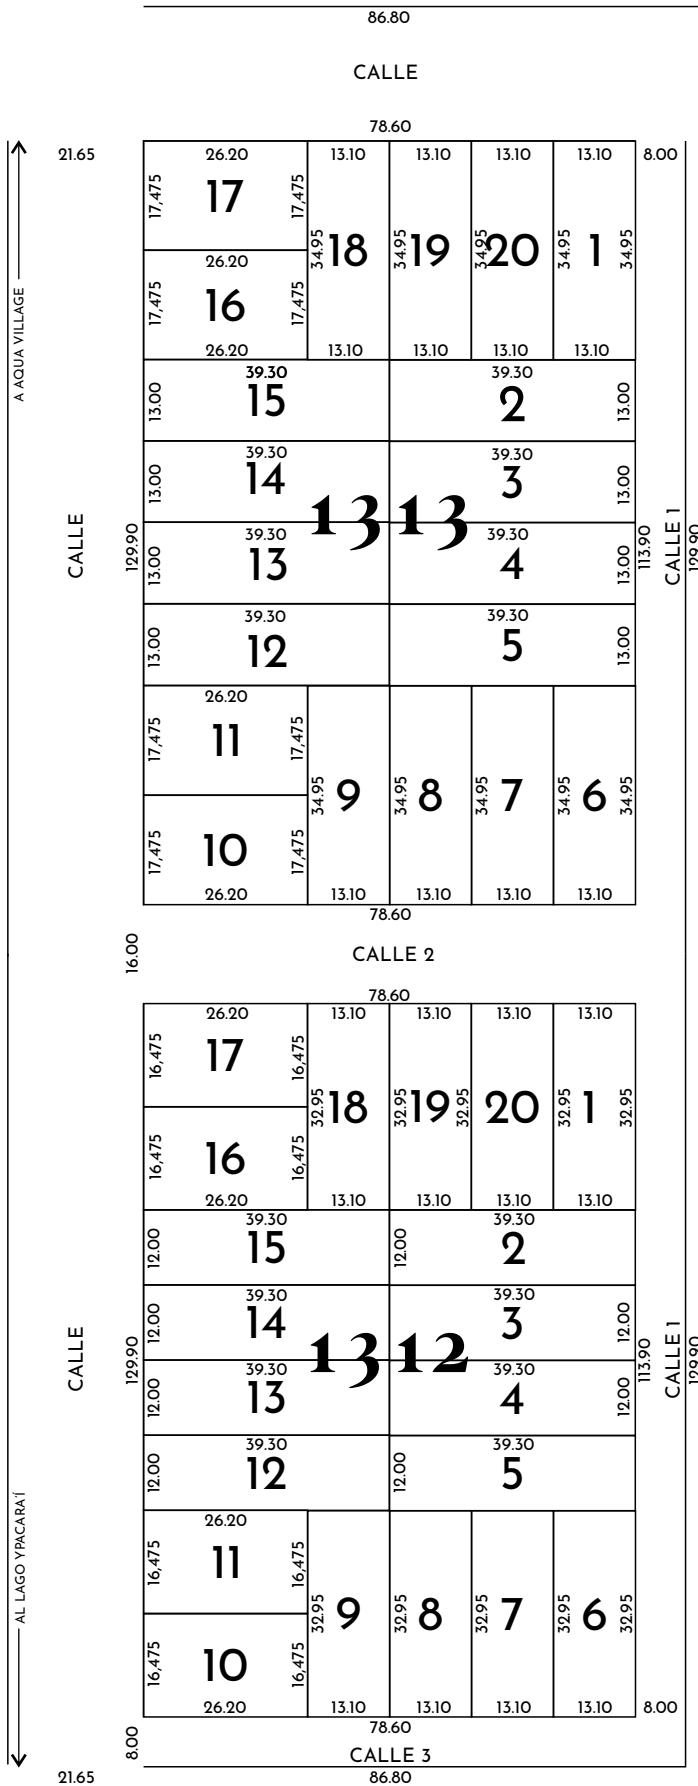 86.80
CALLE
78.60
21.65
26.20 13.10 13.10 13.10 13.10 8.00
17,475 17 17,475
34.95 18 34.95 19 34.95 20 34.95 1 34.95
26.20
17,475 16 17,475
26.20 13.10 13.10 13.10 13.10
A AQUA VILLAGE
39.30 39.30
13.00 15 2 13.00
39.30 39.30
13.00 14 3 13.00
1313
CALLE 129.90 113.90 CALLE 1 129.90
39.30 39.30
13.00 13 4 13.00
39.30 39.30
13.00 12 5 13.00
26.20
17,475 11 17,475
34.95 9 34.95 8 34.95 7 34.95 6 34.95
17,475 10 17,475
26.20 13.10 13.10 13.10 13.10
78.60
16.00
CALLE 2
78.60
26.20 13.10 13.10 13.10 13.10
16,475 17 16,475
32.95 18 32.95 19 32.95 20 32.95 1 32.95
16,475 16 16,475
26.20 13.10 13.10 13.10 13.10
39.30 39.30
12.00 15 12.00 2
39.30 39.30
12.00 14 3 12.00
1312
CALLE 129.90 113.90 CALLE 1 129.90
39.30 39.30
12.00 13 4 12.00
39.30 39.30
12.00 12 12.00 5
26.20
16,475 11 16,475
AL LAGO YPACARA'Í
32.95 9 32.95 8 32.95 7 32.95 6 32.95
16,475 10 16,475
26.20 13.10 13.10 13.10 13.10 8.00
78.60
8.00
CALLE 3
21.65 86.80